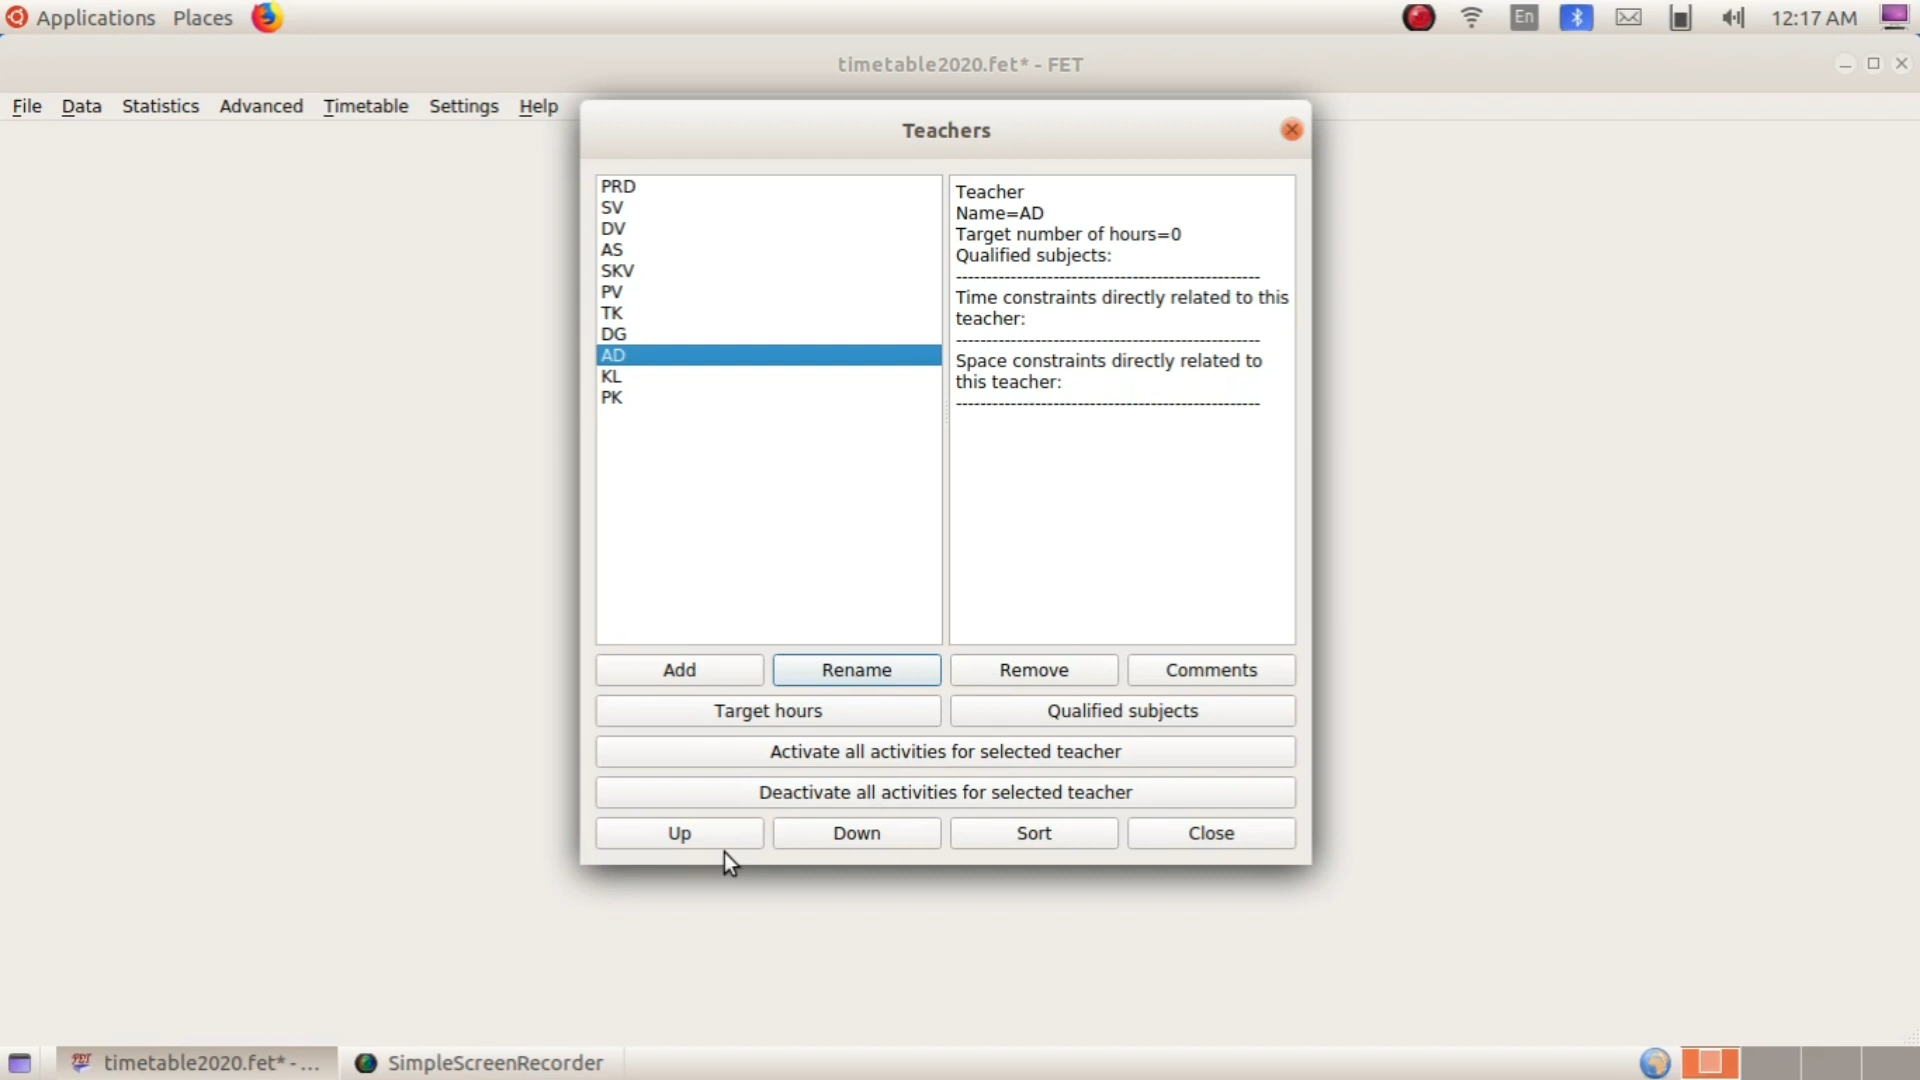 Applications Places
En
12:17 AM
timetable2020.fet* - FET
File Data Statistics Advanced Timetable Settings Help
Teachers
PRD
SV
DV
AS
SKV
PV
TK
DG
AD
KL
PK
Teacher
Name=AD
Target number of hours=0
Qualified subjects:
--------------------------------------------------
Time constraints directly related to this
teacher:
--------------------------------------------------
Space constraints directly related to
this teacher:
--------------------------------------------------
Add Rename Remove Comments
Target hours Qualified subjects
Activate all activities for selected teacher
Deactivate all activities for selected teacher
Up Down Sort Close
FET timetable2020.fet* - ... SimpleScreenRecorder